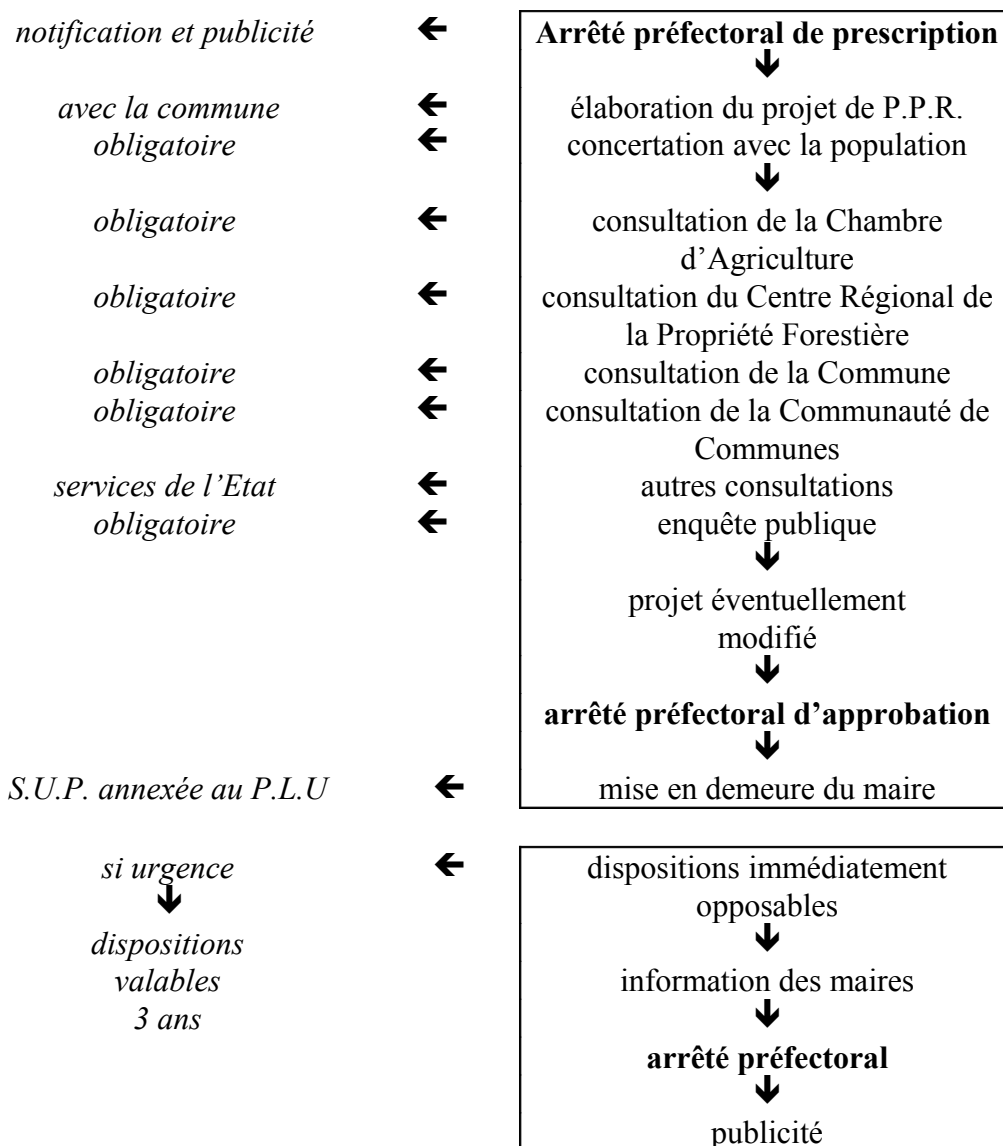 notification et publicité ← Arrêté préfectoral de prescription
↓
avec la commune ← élaboration du projet de P.P.R.
obligatoire ← concertation avec la population
↓
obligatoire ← consultation de la Chambre
d’Agriculture
obligatoire ← consultation du Centre Régional de
la Propriété Forestière
obligatoire ← consultation de la Commune
obligatoire ← consultation de la Communauté de
Communes
services de l’Etat ← autres consultations
obligatoire ← enquête publique
↓
projet éventuellement
modifié
↓
arrêté préfectoral d’approbation
↓
S.U.P. annexée au P.L.U ← mise en demeure du maire
si urgence ← dispositions immédiatement
↓ opposables
dispositions ↓
valables information des maires
3 ans ↓
arrêté préfectoral
↓
publicité